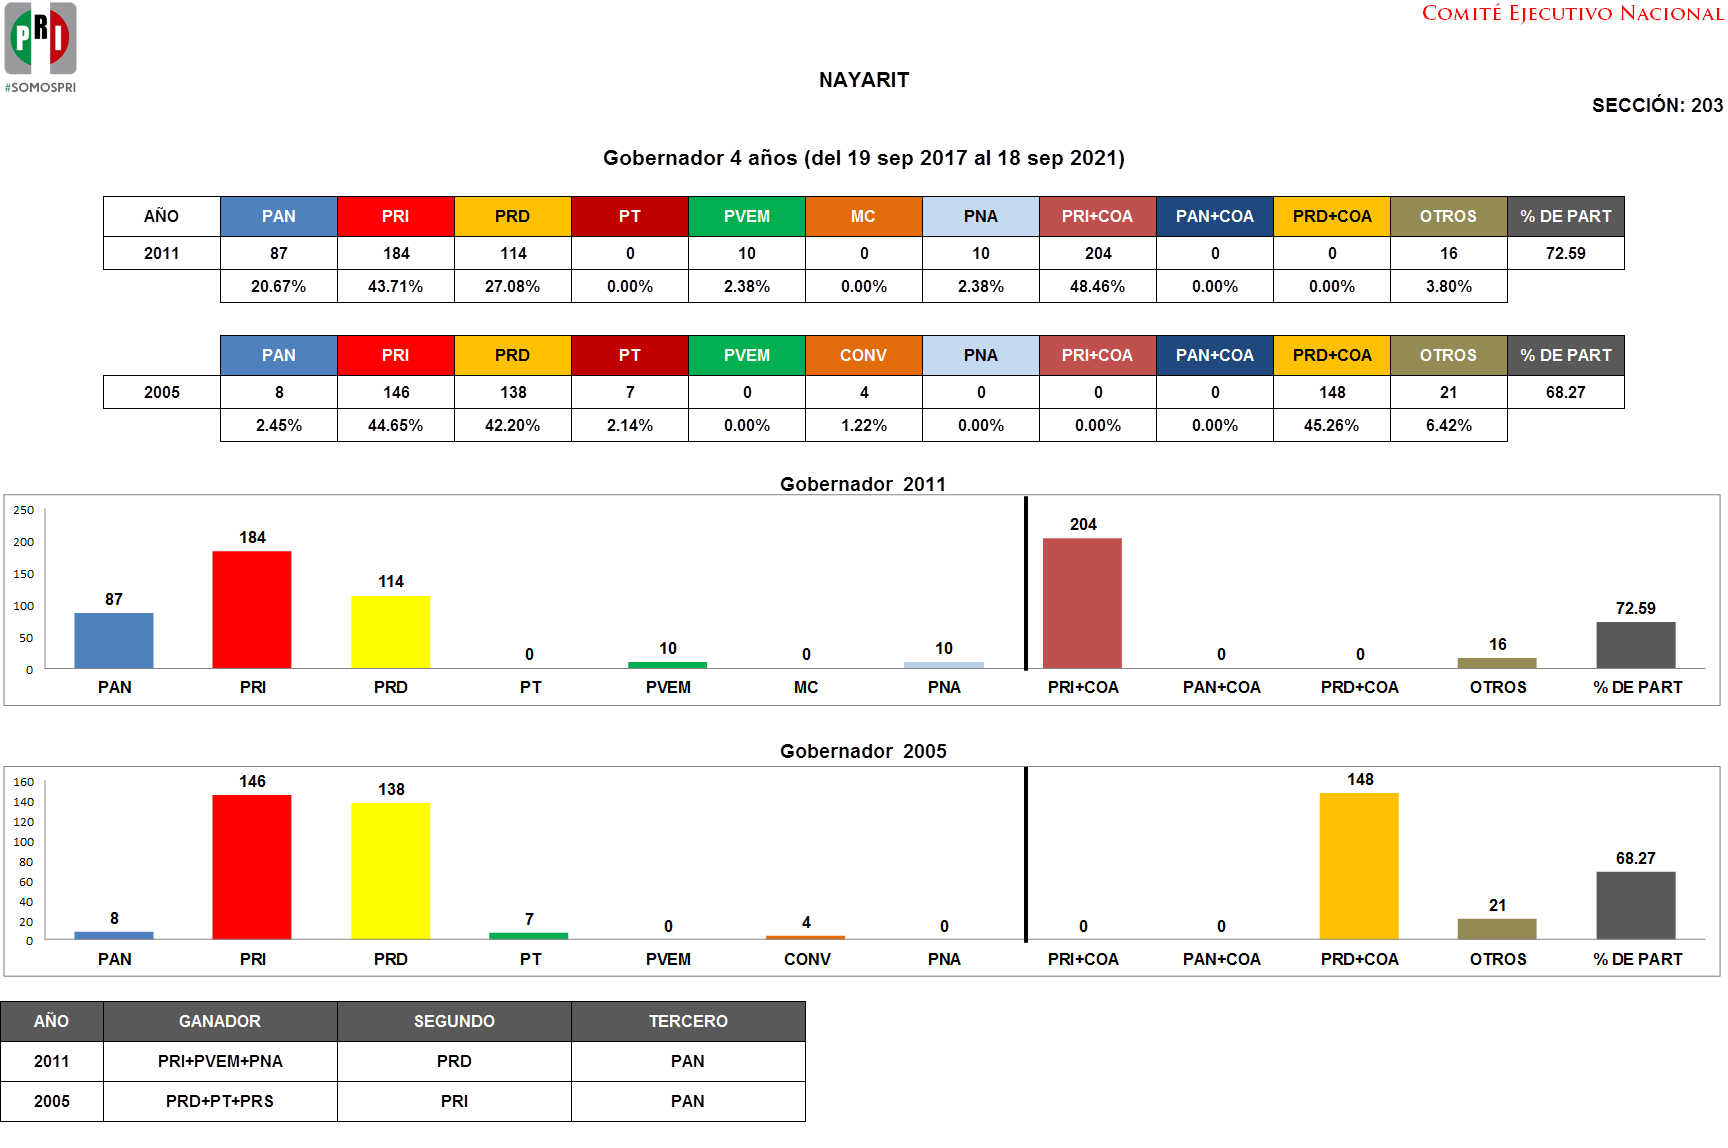 PRI
#SOMOSPRI
COMITÉ EJECUTIVO NACIONAL
NAYARIT
SECCIÓN: 203
Gobernador 4 años (del 19 sep 2017 al 18 sep 2021)
AÑO PAN PRI PRD PT PVEM MC PNA PRI+COA PAN+COA PRD+COA OTROS % DE PART
2011 87 184 114 0 10 0 10 204 0 0 16 72.59
20.67% 43.71% 27.08% 0.00% 2.38% 0.00% 2.38% 48.46% 0.00% 0.00% 3.80%
PAN PRI PRD PT PVEM CONV PNA PRI+COA PAN+COA PRD+COA OTROS % DE PART
2005 8 146 138 7 0 4 0 0 0 148 21 68.27
2.45% 44.65% 42.20% 2.14% 0.00% 1.22% 0.00% 0.00% 0.00% 45.26% 6.42%
Gobernador 2011
250
200
150
100
50
0
87 184 114 0 10 0 10 204 0 0 16 72.59
PAN PRI PRD PT PVEM MC PNA PRI+COA PAN+COA PRD+COA OTROS % DE PART
Gobernador 2005
160
140
120
100
80
60
40
20
0
8 146 138 7 0 4 0 0 0 148 21 68.27
PAN PRI PRD PT PVEM CONV PNA PRI+COA PAN+COA PRD+COA OTROS % DE PART
AÑO GANADOR SEGUNDO TERCERO
2011 PRI+PVEM+PNA PRD PAN
2005 PRD+PT+PRS PRI PAN